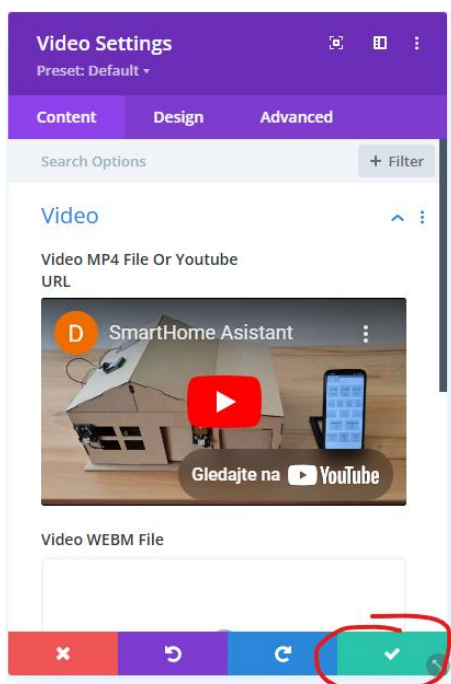 Video Settings
Preset: Default
Content Design Advanced
Search Options + Filter
Video
Video MP4 File Or Youtube
URL
D SmartHome Asistant
Gledajte na YouTube
Video WEBM File